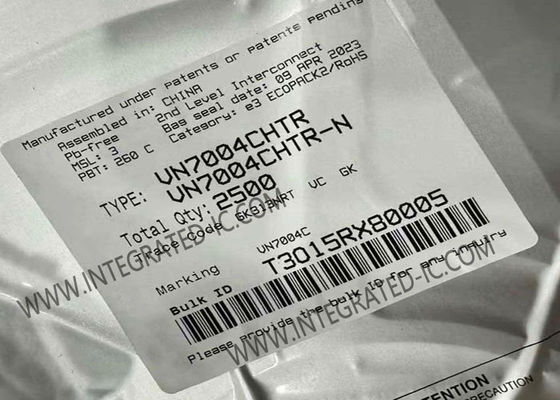 Manufactured under patents or patents pending
Assembled in: CHINA
Pb-free 2nd Level Interconnect
MSL: 3 Bag seal date: 09 APR 2023
PBT: 260 C Category: e3 ECOPACK2/RoHS
TYPE: VN7004CHTR
VN7004CHTR-N
Total Qty: 2500
Trace Code VC GK
Marking VN7004C
Bulk ID T3015RX80005
Please provide the bulk ID for any inquiry
WWW.INTEGRATED-IC.COM
WWW.INTEGRATED-IC.COM
ATTENTION
PRECAUTION